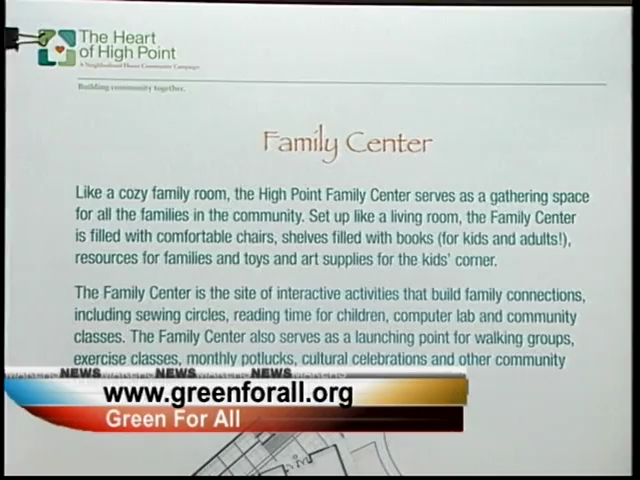 The Heart
of High Point
A Neighborhood House Community Campaign
Building community together.
Family Center
Like a cozy family room, the High Point Family Center serves as a gathering space
for all the families in the community. Set up like a living room, the Family Center
is filled with comfortable chairs, shelves filled with books (for kids and adults!),
resources for families and toys and art supplies for the kids' corner.
The Family Center is the site of interactive activities that build family connections,
including sewing circles, reading time for children, computer lab and community
classes. The Family Center also serves as a launching point for walking groups,
exercise classes, monthly potlucks, cultural celebrations and other community
NEWS NEWS NEWS
www.greenforall.org
Green For All